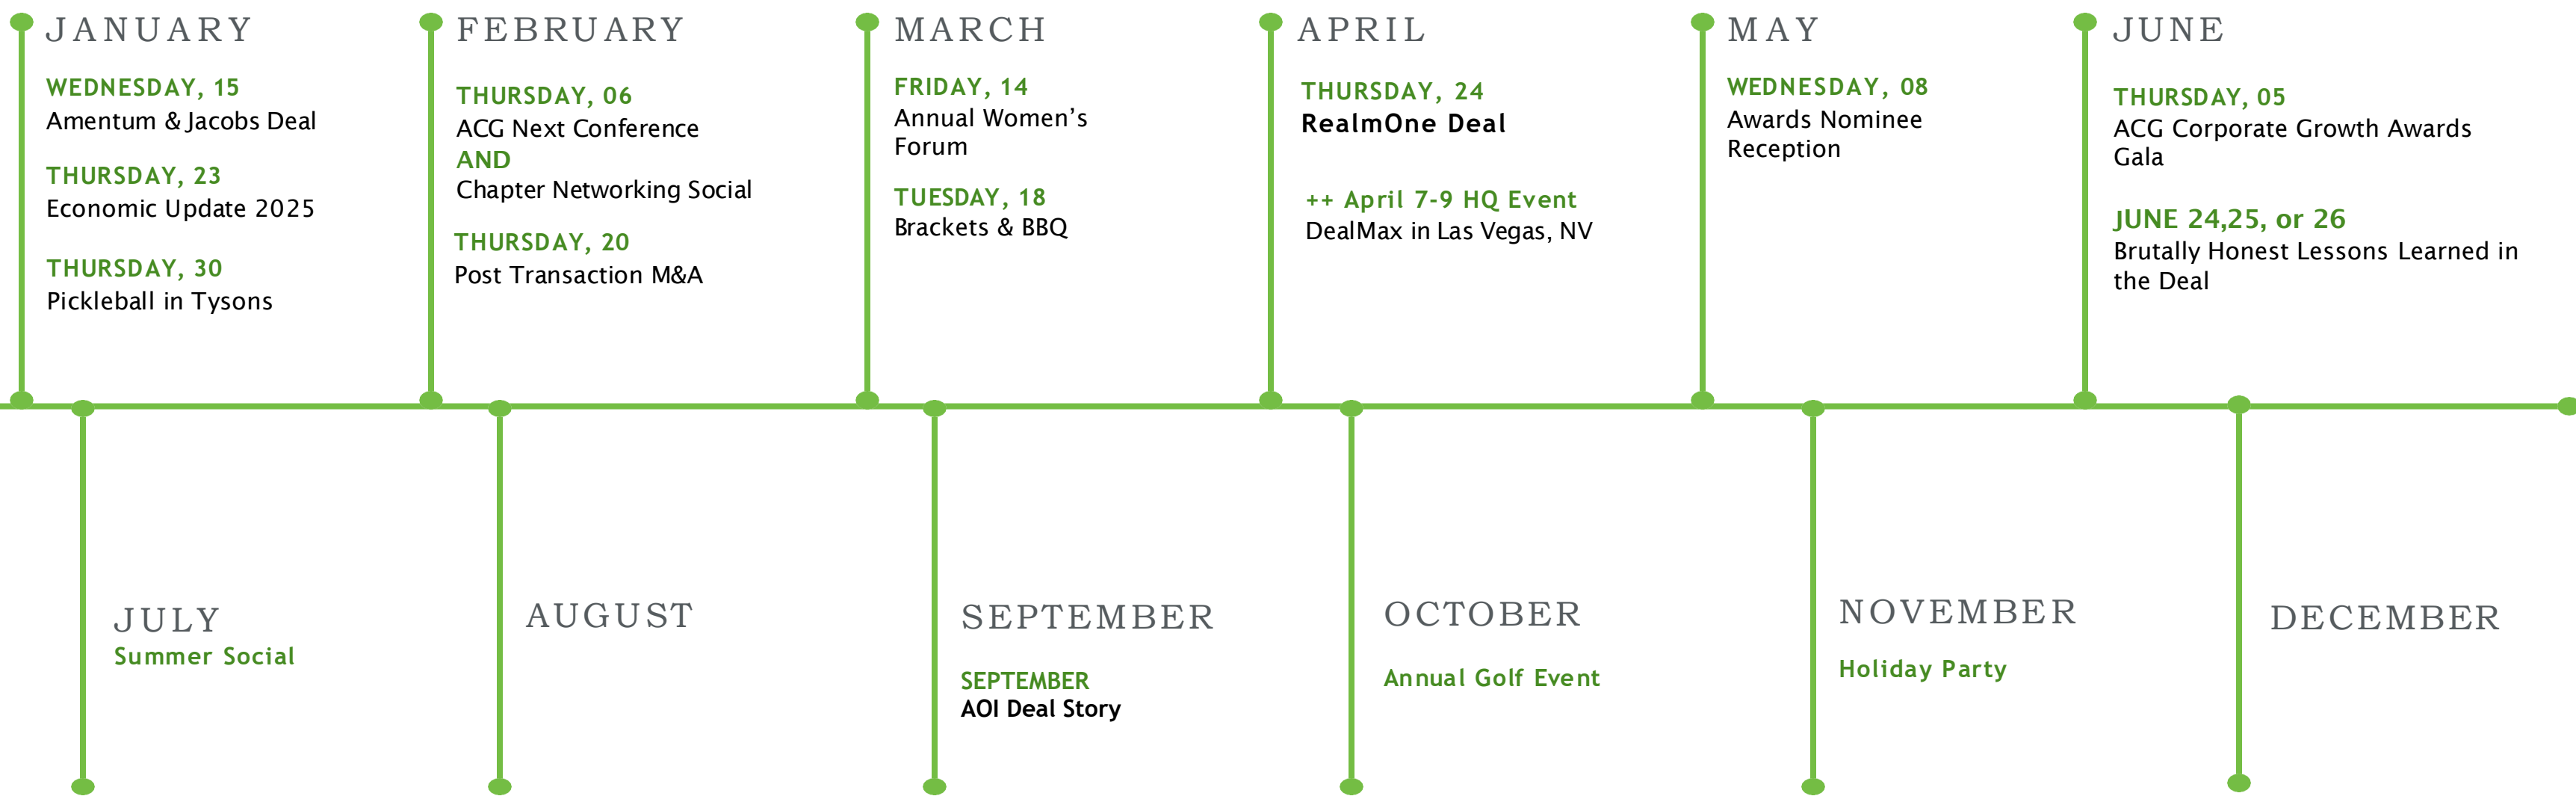 JANUARY
WEDNESDAY, 15
Amentum & Jacobs Deal
THURSDAY, 23
Economic Update 2025
THURSDAY, 30
Pickleball in Tysons
FEBRUARY
THURSDAY, 06
ACG Next Conference
AND
Chapter Networking Social
THURSDAY, 20
Post Transaction M&A
MARCH
FRIDAY, 14
Annual Women’s
Forum
TUESDAY, 18
Brackets & BBQ
APRIL
THURSDAY, 24
RealmOne Deal
++ April 7-9 HQ Event
DealMax in Las Vegas, NV
MAY
WEDNESDAY, 08
Awards Nominee
Reception
JUNE
THURSDAY, 05
ACG Corporate Growth Awards
Gala
JUNE 24,25, or 26
Brutally Honest Lessons Learned in
the Deal
JULY
Summer Social
AUGUST
SEPTEMBER
SEPTEMBER
AOI Deal Story
OCTOBER
Annual Golf Event
NOVEMBER
Holiday Party
DECEMBER